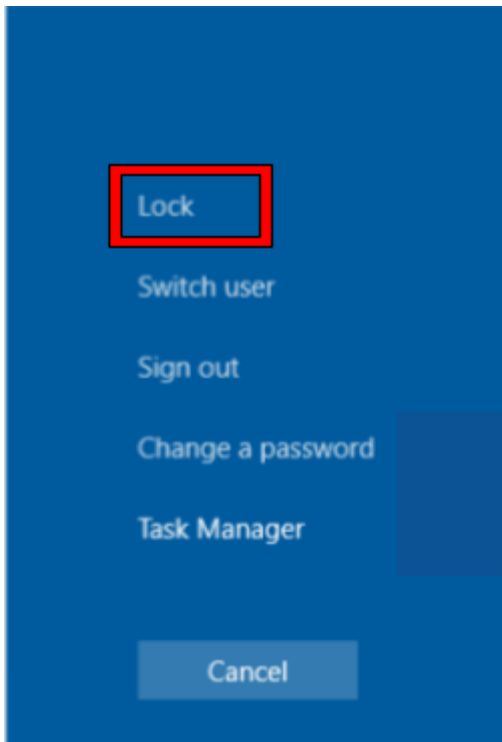 Lock
Switch user
Sign out
Change a password
Task Manager
Cancel